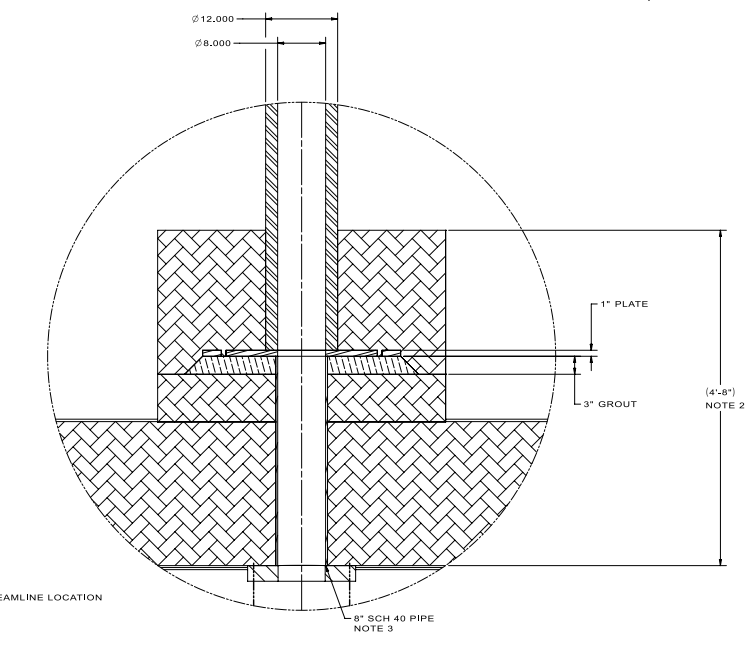 Ø12.000
Ø8.000
1" PLATE
3" GROUT
(4'-8")
NOTE 2
EAMLINE LOCATION
8" SCH 40 PIPE
NOTE 3